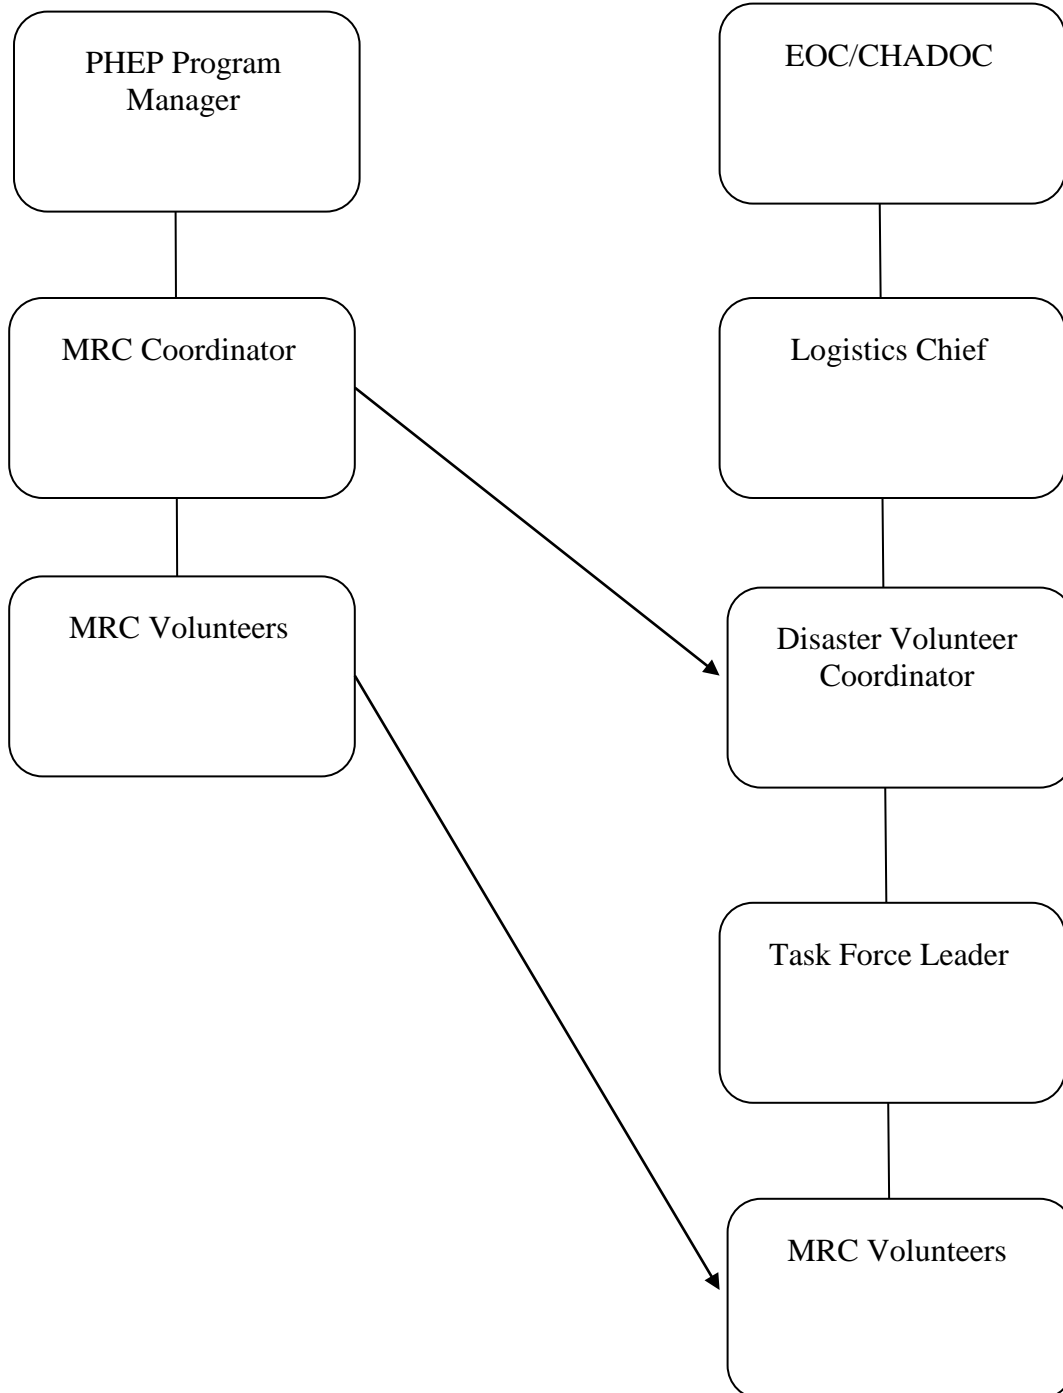 PHEP Program
Manager
EOC/CHADOC
MRC Coordinator
Logistics Chief
MRC Volunteers
Disaster Volunteer
Coordinator
Task Force Leader
MRC Volunteers